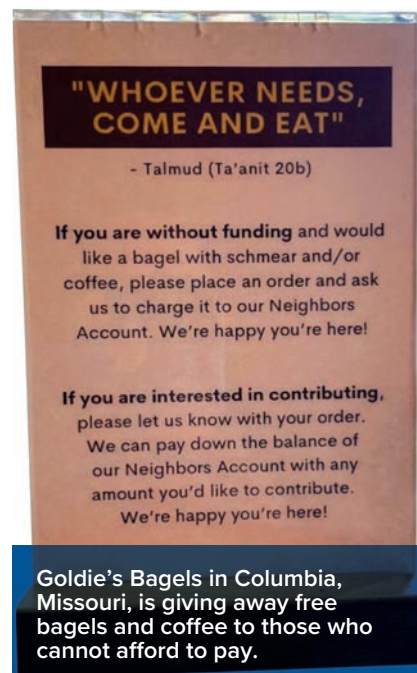 "WHOEVER NEEDS,
COME AND EAT"
- Talmud (Ta'anit 20b)
If you are without funding and would
like a bagel with schmear and/or
coffee, please place an order and ask
us to charge it to our Neighbors
Account. We're happy you're here!
If you are interested in contributing,
please let us know with your order.
We can pay down the balance of
our Neighbors Account with any
amount you'd like to contribute.
We're happy you're here!
Goldie's Bagels in Columbia,
Missouri, is giving away free
bagels and coffee to those who
cannot afford to pay.